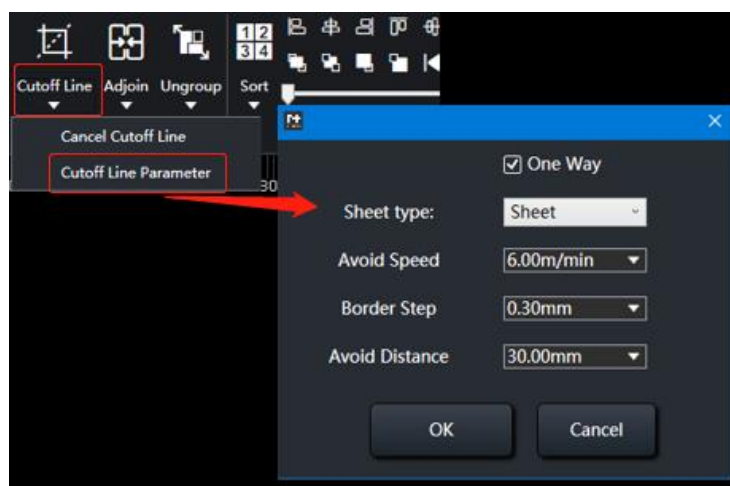 Cutoff Line Adjoin Ungroup Sort
1 2
3 4
Cancel Cutoff Line
Cutoff Line Parameter
30
One Way
Sheet type: Sheet
Avoid Speed 6.00m/min
Border Step 0.30mm
Avoid Distance 30.00mm
OK Cancel